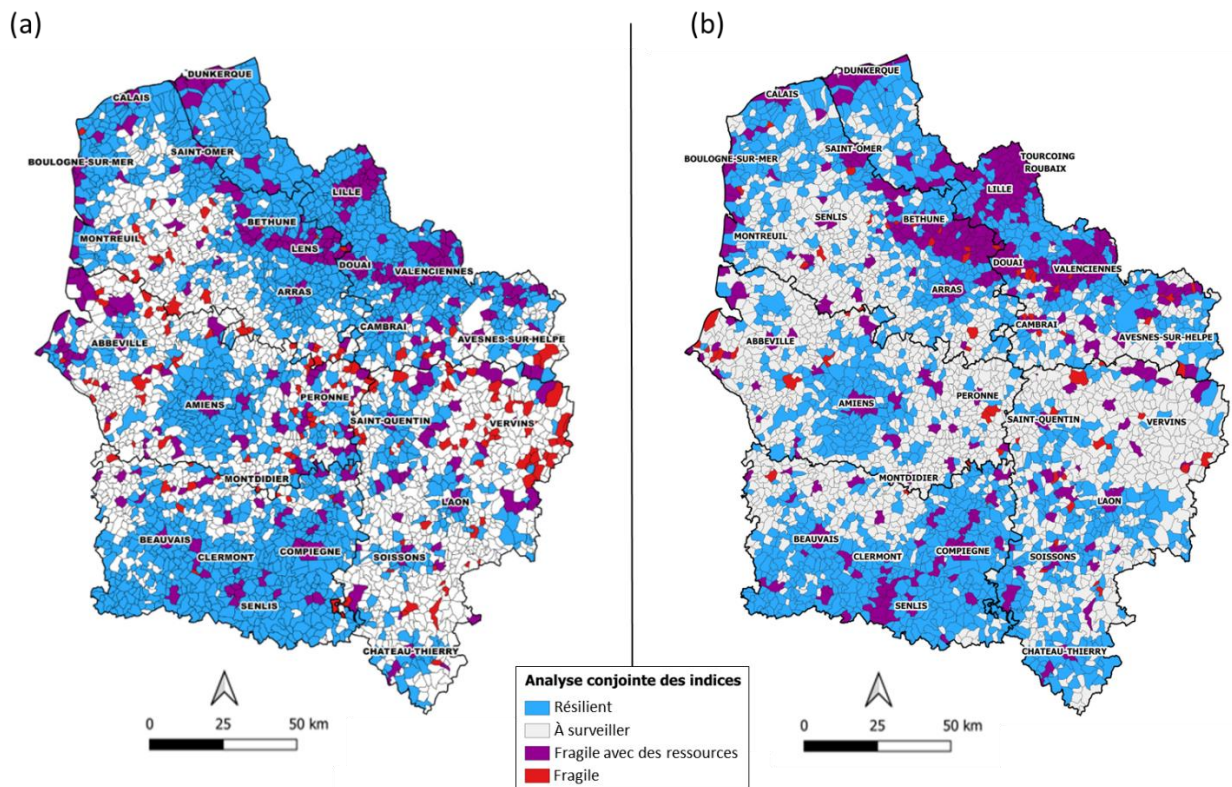 (a)
DUNKERQUE
CALAIS
SAINT-OMER
BOULOGNE-SUR-MER
LILLE
BETHUNE
LENS
MONTREUIL
DOUAI
VALENCIENNES
ARRAS
CAMBRAI
AVESNES-SUR-HELPE
ABBEVILLE
PERONNE
AMIENS
SAINT-QUENTIN
VERVINS
MONTDIDIER
LAON
BEAUVAIS
CLERMONT
COMPIEGNE
SOISSONS
SENLIS
CHATEAU-THIERRY
0 25 50 km
(b)
DUNKERQUE
CALAIS
SAINT-OMER
TOURCOING
BOULOGNE-SUR-MER
ROUBAIX
LILLE
SENLIS
BETHUNE
MONTREUIL
DOUAI
VALENCIENNES
ARRAS
CAMBRAI
AVESNES-SUR-HELPE
ABBEVILLE
PERONNE
AMIENS
SAINT-QUENTIN
VERVINS
MONTDIDIER
LAON
BEAUVAIS
CLERMONT
COMPIEGNE
SOISSONS
SENLIS
CHATEAU-THIERRY
0 25 50 km
Analyse conjointe des indices
Résilient
À surveiller
Fragile avec des ressources
Fragile